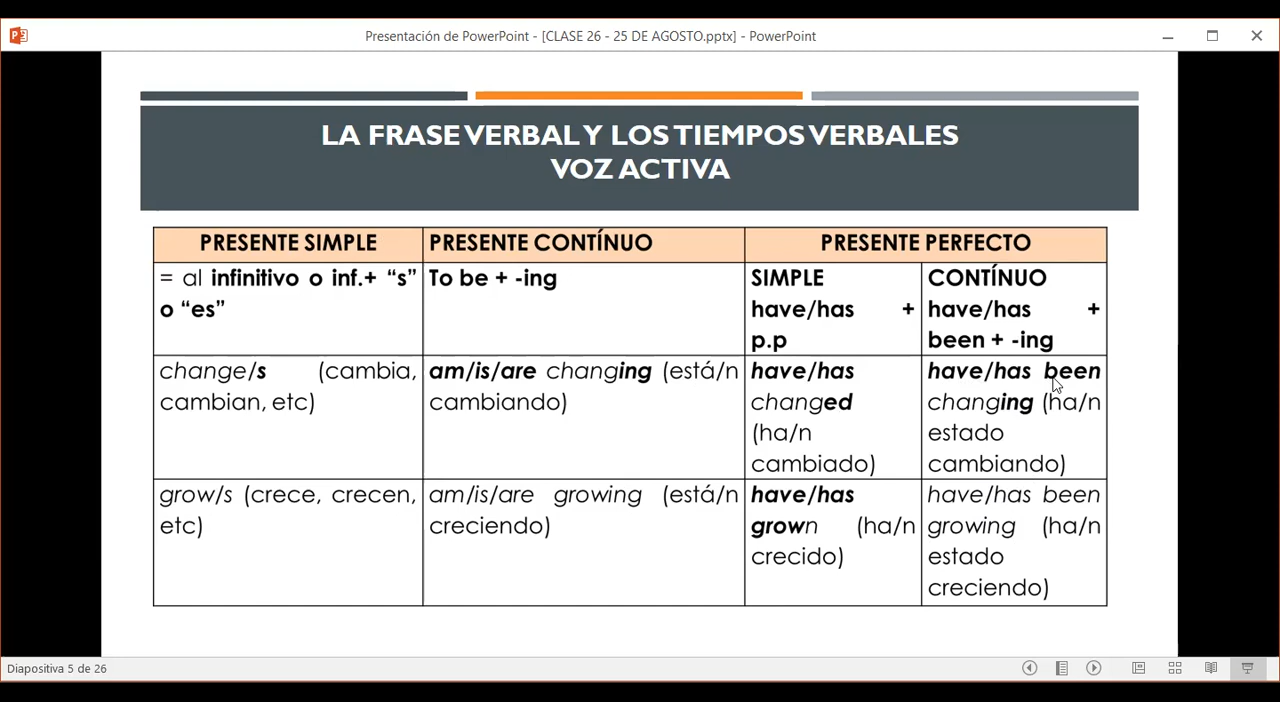 Presentación de PowerPoint - [CLASE 26 - 25 DE AGOSTO.pptx] - PowerPoint
LA FRASE VERBAL Y LOS TIEMPOS VERBALES
VOZ ACTIVA
PRESENTE SIMPLE
PRESENTE CONTÍNUO
PRESENTE PERFECTO
= al infinitivo o inf.+ “s”
o “es”
To be + -ing
SIMPLE
have/has +
p.p
CONTÍNUO
have/has +
been + -ing
change/s (cambia,
cambian, etc)
am/is/are changing (está/n
cambiando)
have/has
changed
(ha/n
cambiado)
have/has been
changing (ha/n
estado
cambiando)
grow/s (crece, crecen,
etc)
am/is/are growing (está/n
creciendo)
have/has
grown (ha/n
crecido)
have/has been
growing (ha/n
estado
creciendo)
Diapositiva 5 de 26